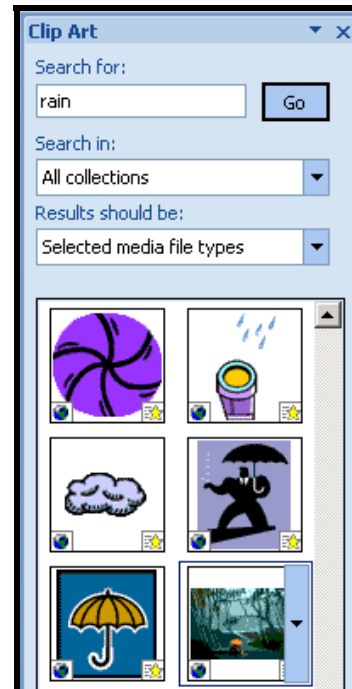 Clip Art
Search for:
rain
Go
Search in:
All collections
Results should be:
Selected media file types